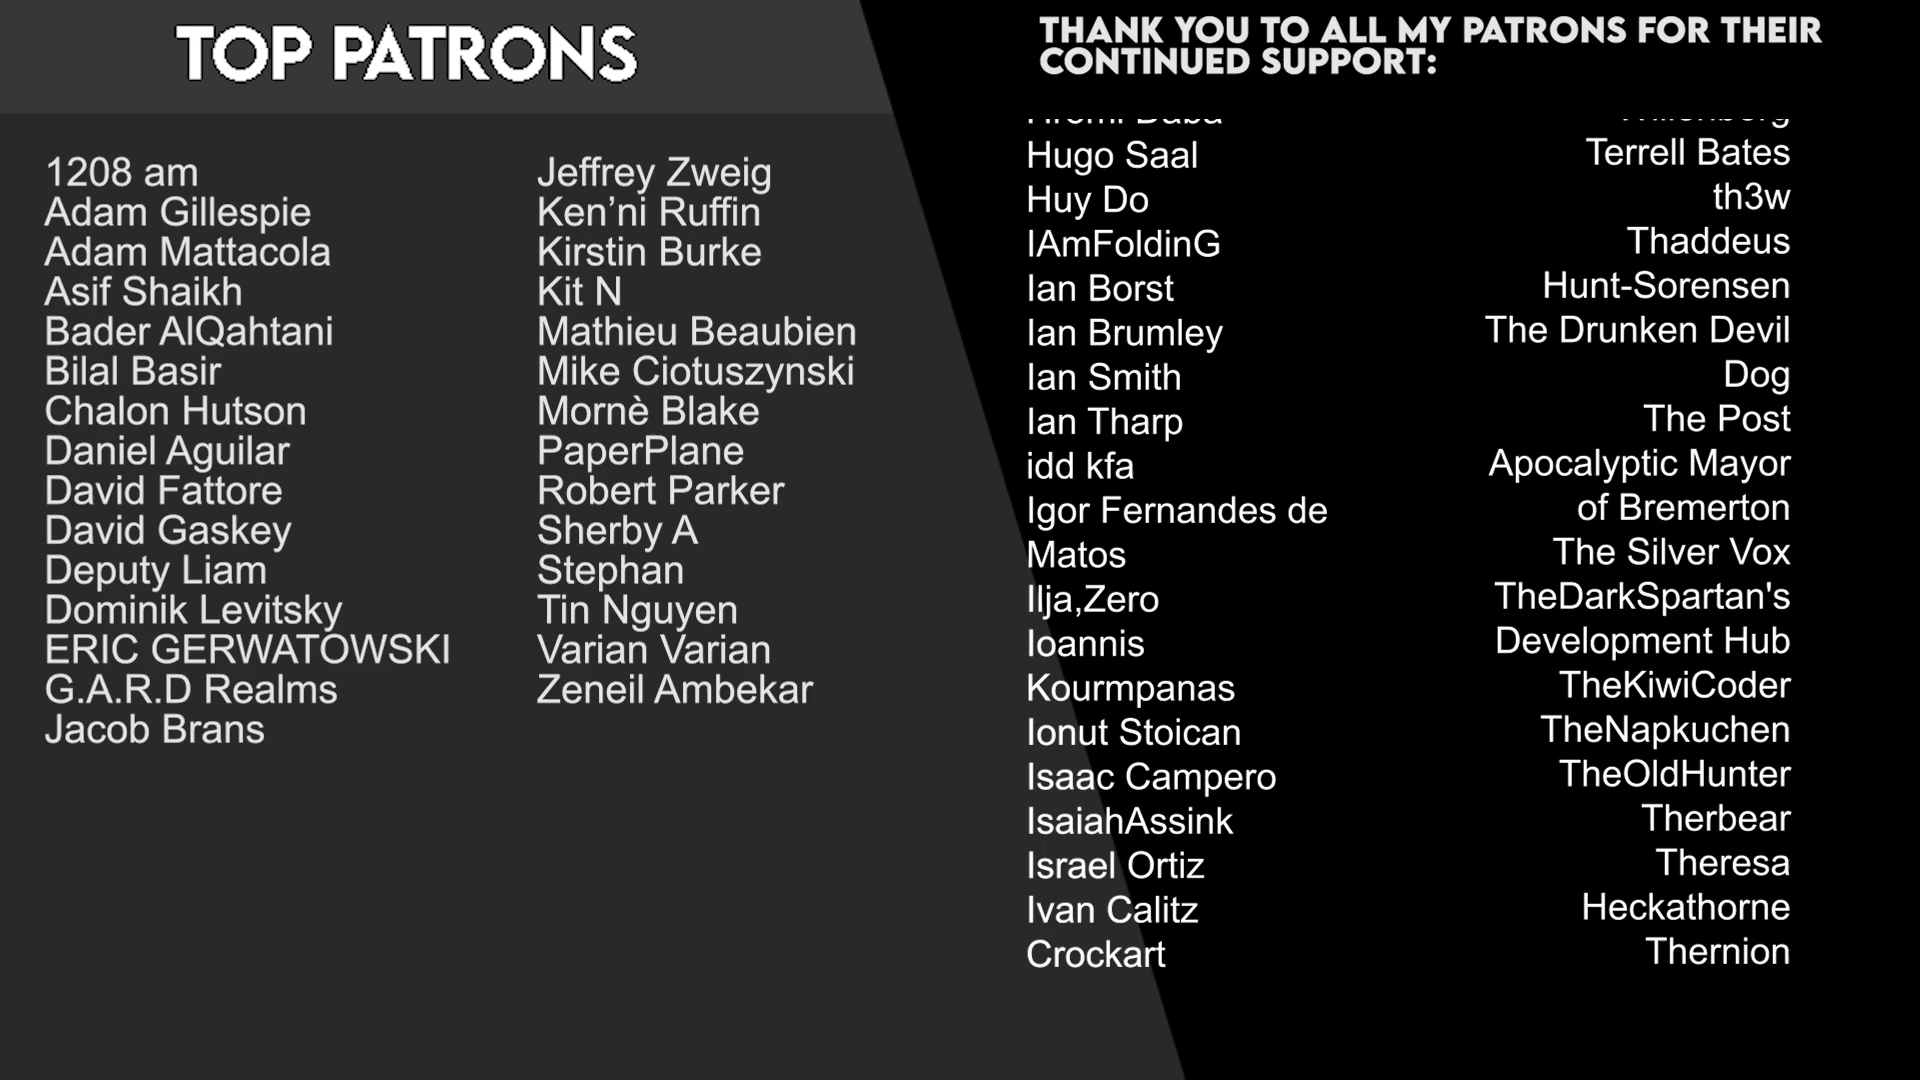 TOP PATRONS
1208 am
Adam Gillespie
Adam Mattacola
Asif Shaikh
Bader AlQahtani
Bilal Basir
Chalon Hutson
Daniel Aguilar
David Fattore
David Gaskey
Deputy Liam
Dominik Levitsky
ERIC GERWATOWSKI
G.A.R.D Realms
Jacob Brans
Jeffrey Zweig
Ken’ni Ruffin
Kirstin Burke
Kit N
Mathieu Beaubien
Mike Ciotuszynski
Mornè Blake
PaperPlane
Robert Parker
Sherby A
Stephan
Tin Nguyen
Varian Varian
Zeneil Ambekar
THANK YOU TO ALL MY PATRONS FOR THEIR
CONTINUED SUPPORT:
Hugo Saal
Huy Do
IAmFoldinG
Ian Borst
Ian Brumley
Ian Smith
Ian Tharp
idd kfa
Igor Fernandes de
Matos
Ilja,Zero
Ioannis
Kourmpanas
Ionut Stoican
Isaac Campero
IsaiahAssink
Israel Ortiz
Ivan Calitz
Crockart
Terrell Bates
th3w
Thaddeus
Hunt-Sorensen
The Drunken Devil
Dog
The Post
Apocalyptic Mayor
of Bremerton
The Silver Vox
TheDarkSpartan's
Development Hub
TheKiwiCoder
TheNapkuchen
TheOldHunter
Therbear
Theresa
Heckathorne
Thernion